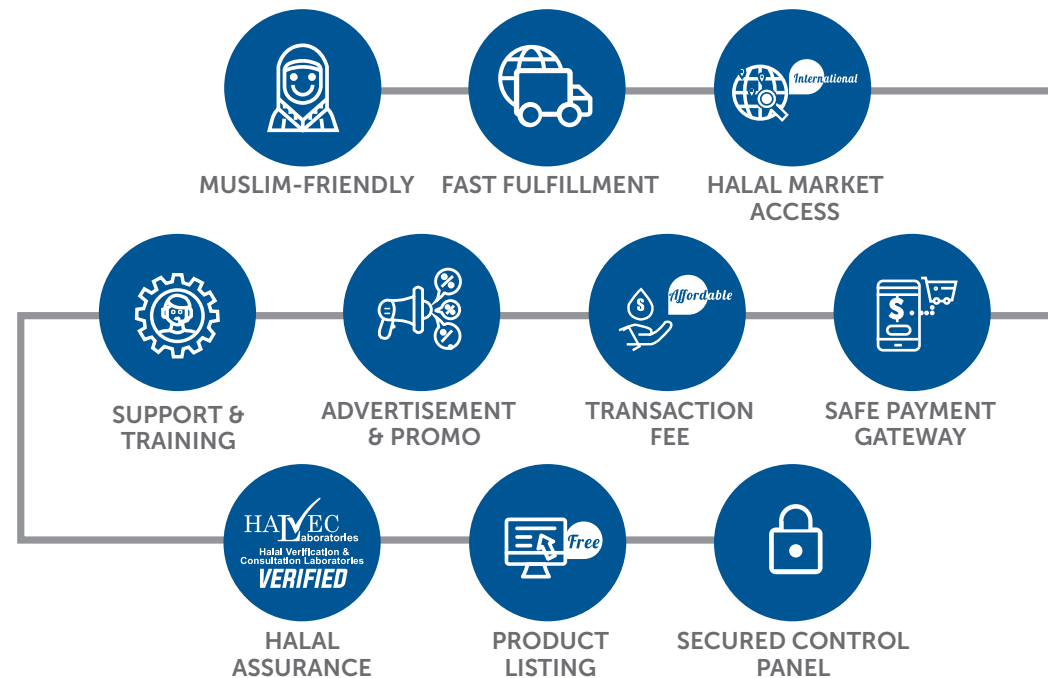 International
MUSLIM-FRIENDLY
FAST FULFILLMENT
HALAL MARKET
ACCESS
$
%
%
%
$
Affordable
$
SUPPORT &
TRAINING
ADVERTISEMENT
& PROMO
TRANSACTION
FEE
SAFE PAYMENT
GATEWAY
HALVEC
Laboratories
Halal Verification &
Consultation Laboratories
VERIFIED
Free
HALAL
ASSURANCE
PRODUCT
LISTING
SECURED CONTROL
PANEL